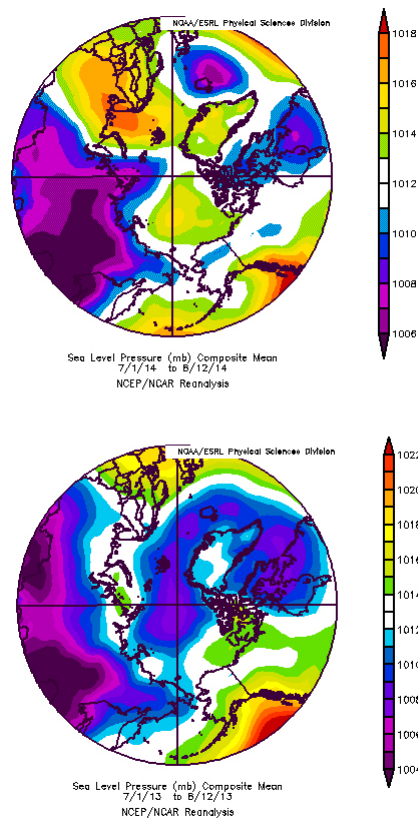 NOAA/ESRL Physical Sciences Division
1018
1016
1014
1012
1010
1008
1006
Sea Level Pressure (mb) Composite Mean
7/1/14 to 8/12/14
NCEP/NCAR Reanalysis
NOAA/ESRL Physical Sciences Division
1022
1020
1018
1016
1014
1012
1010
1008
1006
1004
Sea Level Pressure (mb) Composite Mean
7/1/13 to 8/12/13
NCEP/NCAR Reanalysis